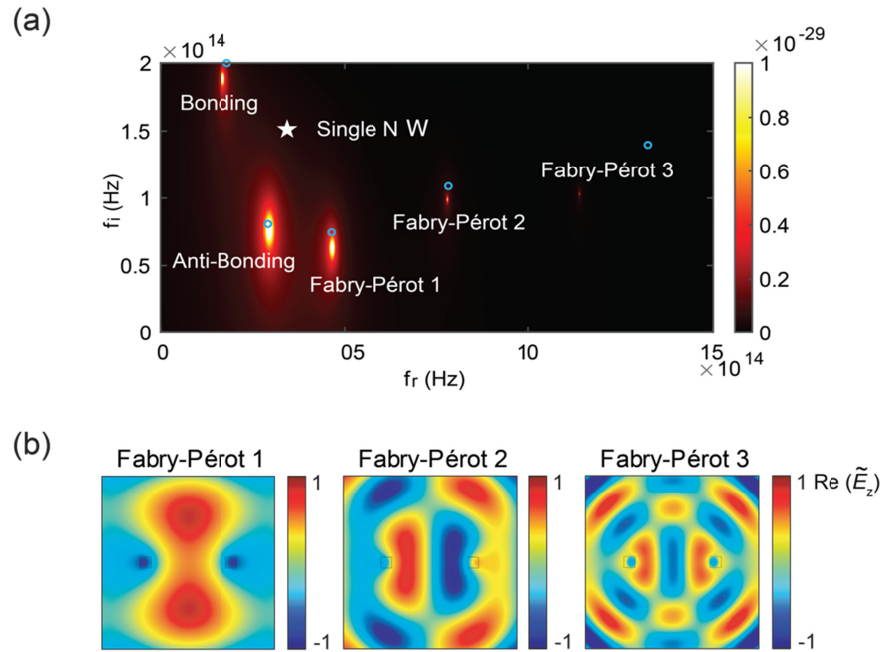 (a)
× 10 14
× 10 -29
2
1.5
1
0.5
0
fi (Hz)
Bonding
Single N W
Fabry-Pérot 3
Fabry-Pérot 2
Anti-Bonding
Fabry-Pérot 1
1
0.8
0.6
0.4
0.2
0
0
05
10
15
× 10 14
fr (Hz)
(b)
Fabry-Pérot 1
Fabry-Pérot 2
Fabry-Pérot 3
1
-1
1
-1
1 Re (Ẽz)
-1